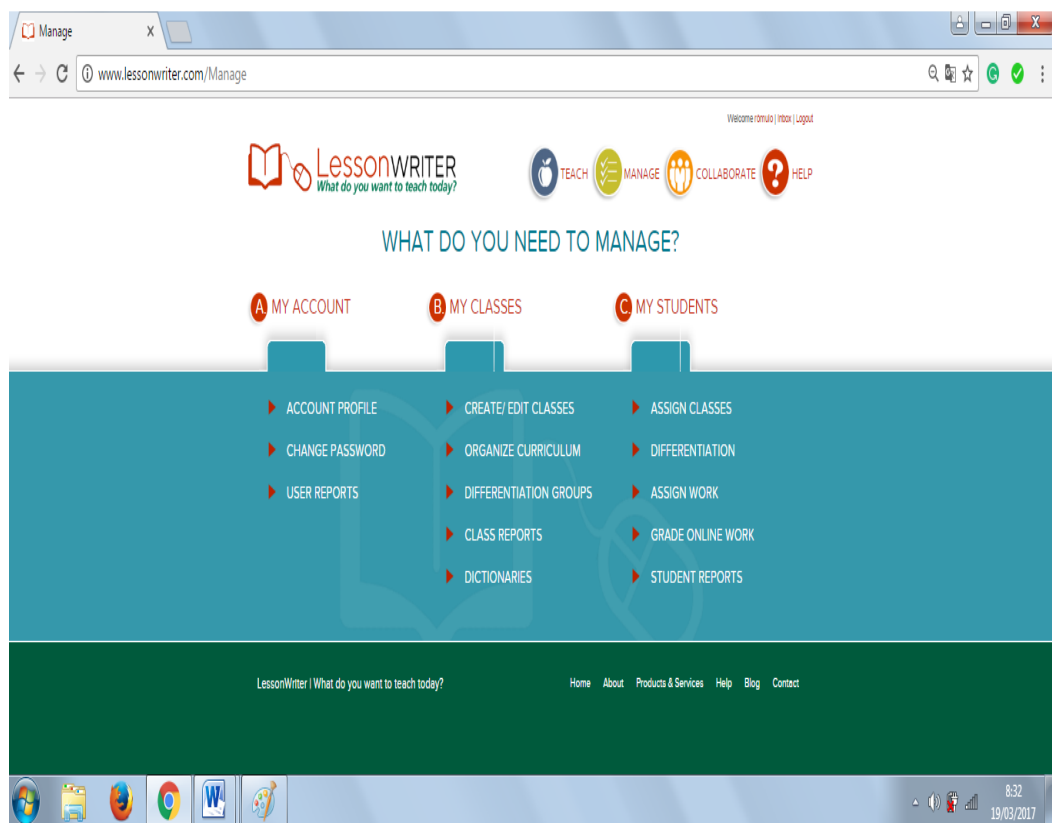 Manage
www.lessonwriter.com/Manage
Welcome rómulo | Inbox | Logout
LessonWRITER
What do you want to teach today?
TEACH
MANAGE
COLLABORATE
? HELP
WHAT DO YOU NEED TO MANAGE?
A. MY ACCOUNT
B. MY CLASSES
C. MY STUDENTS
ACCOUNT PROFILE
CHANGE PASSWORD
USER REPORTS
CREATE/ EDIT CLASSES
ORGANIZE CURRICULUM
DIFFERENTIATION GROUPS
CLASS REPORTS
DICTIONARIES
ASSIGN CLASSES
DIFFERENTIATION
ASSIGN WORK
GRADE ONLINE WORK
STUDENT REPORTS
LessonWriter | What do you want to teach today?
Home About Products & Services Help Blog Contact
8:32
19/03/2017